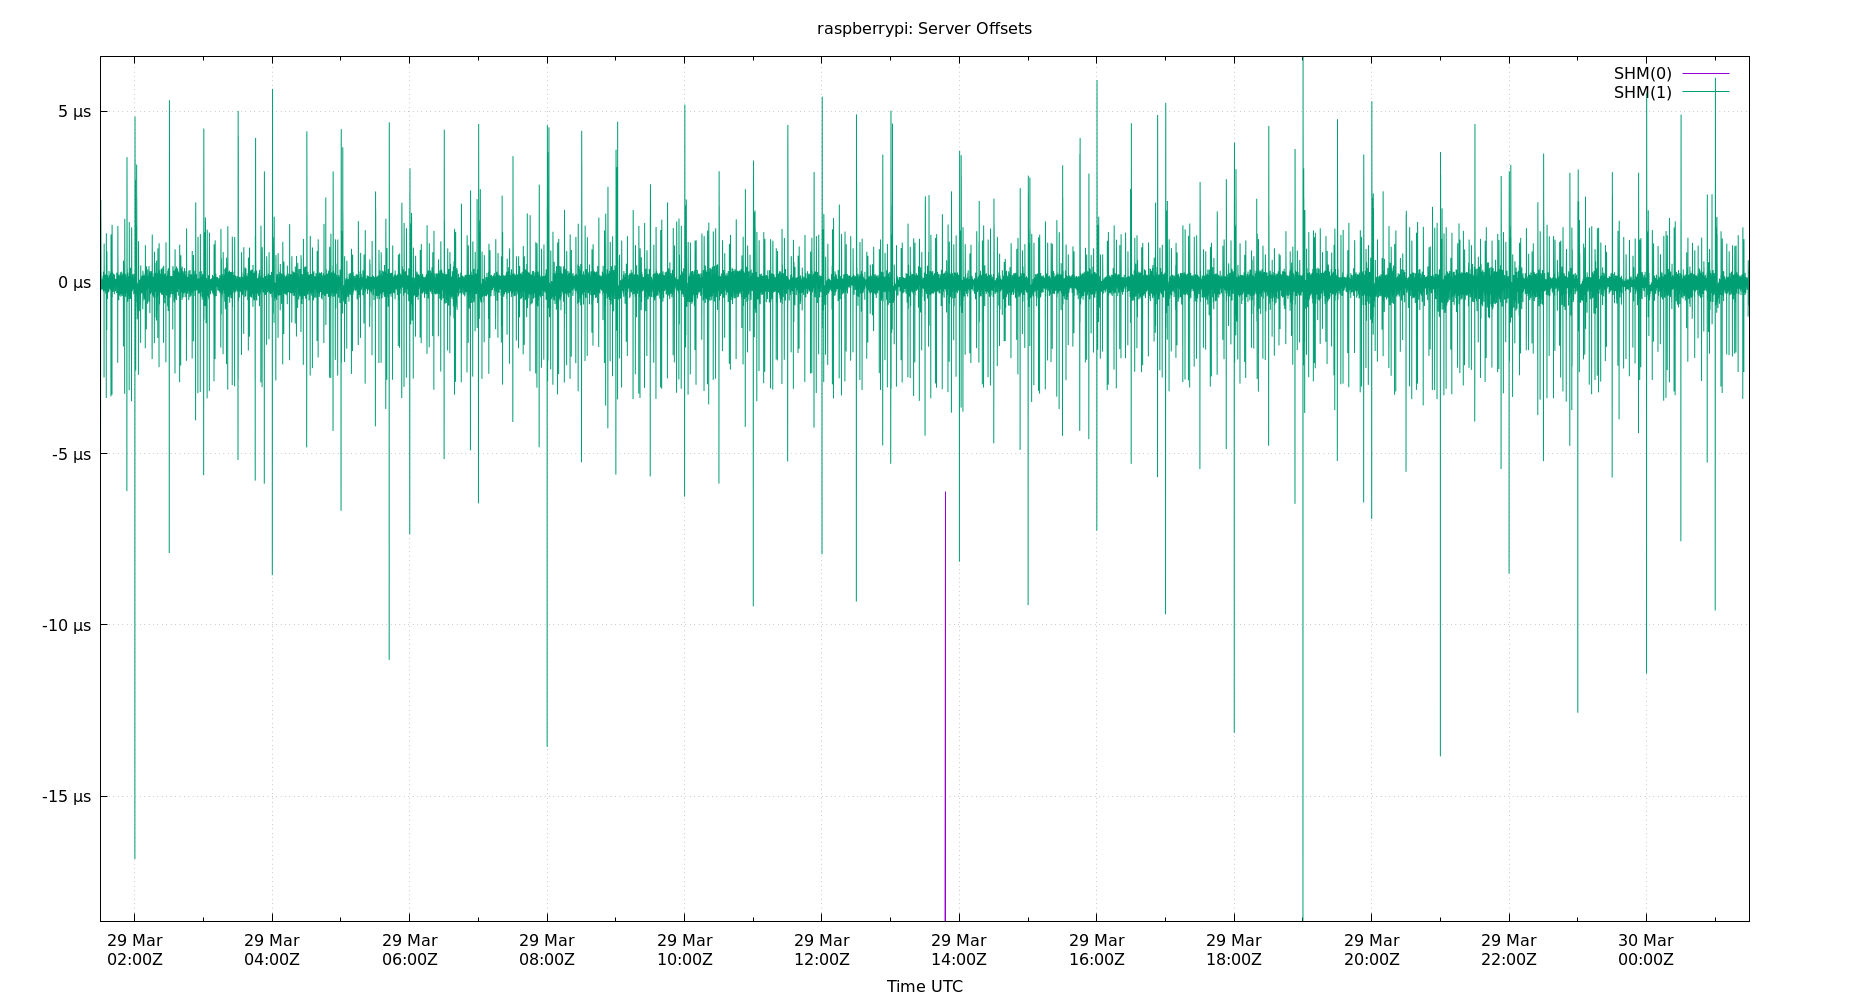 raspberrypi: Server Offsets
SHM(0)
SHM(1)
5 µs
0 µs
-5 µs
-10 µs
-15 µs
29 Mar 29 Mar 29 Mar 29 Mar 29 Mar 29 Mar 29 Mar 29 Mar 29 Mar 29 Mar 29 Mar 30 Mar
02:00Z 04:00Z 06:00Z 08:00Z 10:00Z 12:00Z 14:00Z 16:00Z 18:00Z 20:00Z 22:00Z 00:00Z
Time UTC